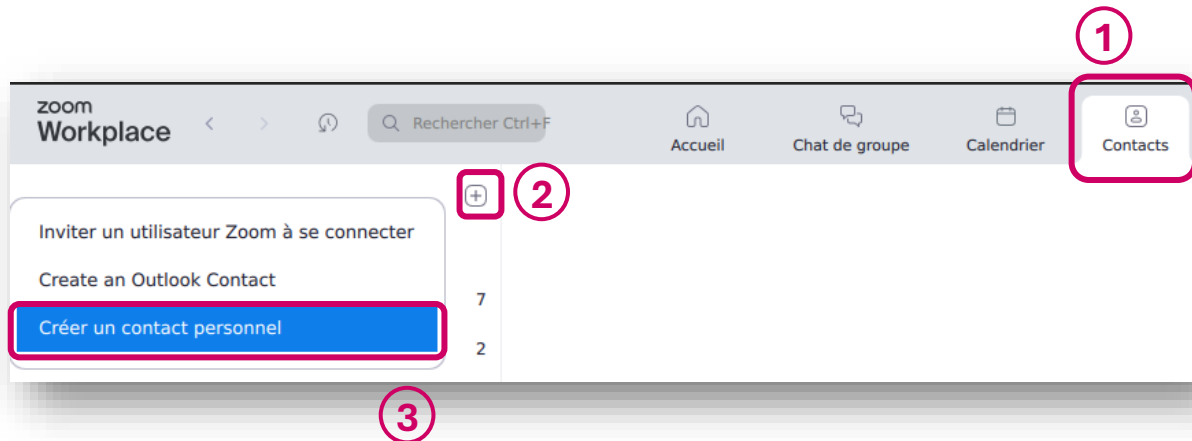 1
zoom
Workplace
Rechercher Ctrl+F
Accueil
Chat de groupe
Calendrier
Contacts
2
Inviter un utilisateur Zoom à se connecter
Create an Outlook Contact
7
Créer un contact personnel
2
3